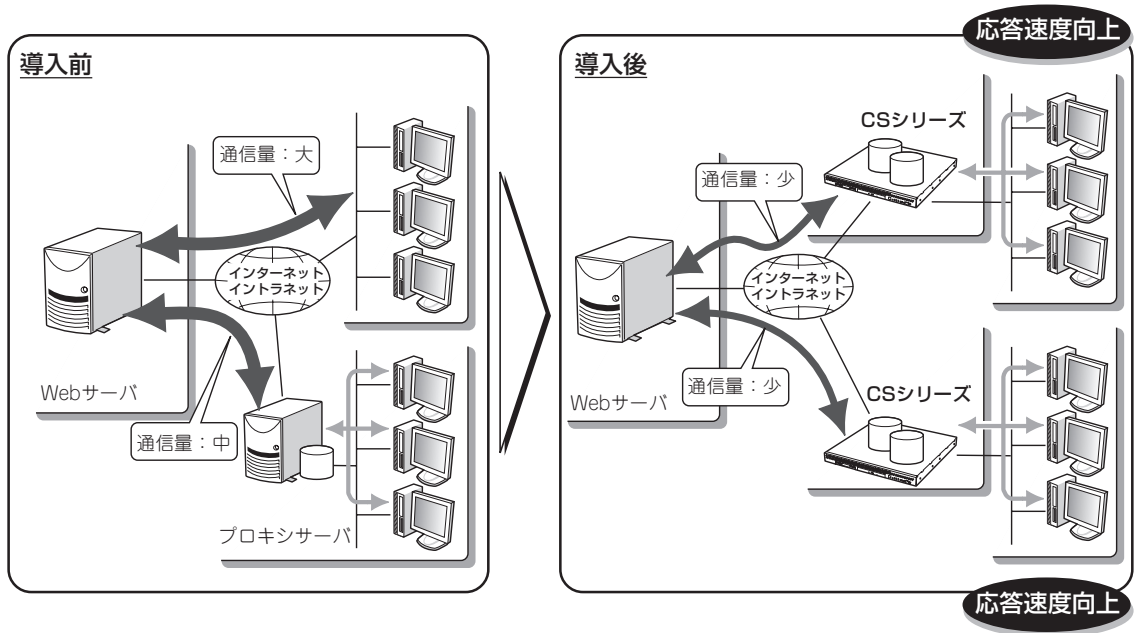 導入前
通信量：大
インターネット
イントラネット
Webサーバ
通信量：中
プロキシサーバ
応答速度向上
導入後
CSシリーズ
通信量：少
インターネット
イントラネット
Webサーバ
通信量：少
CSシリーズ
応答速度向上